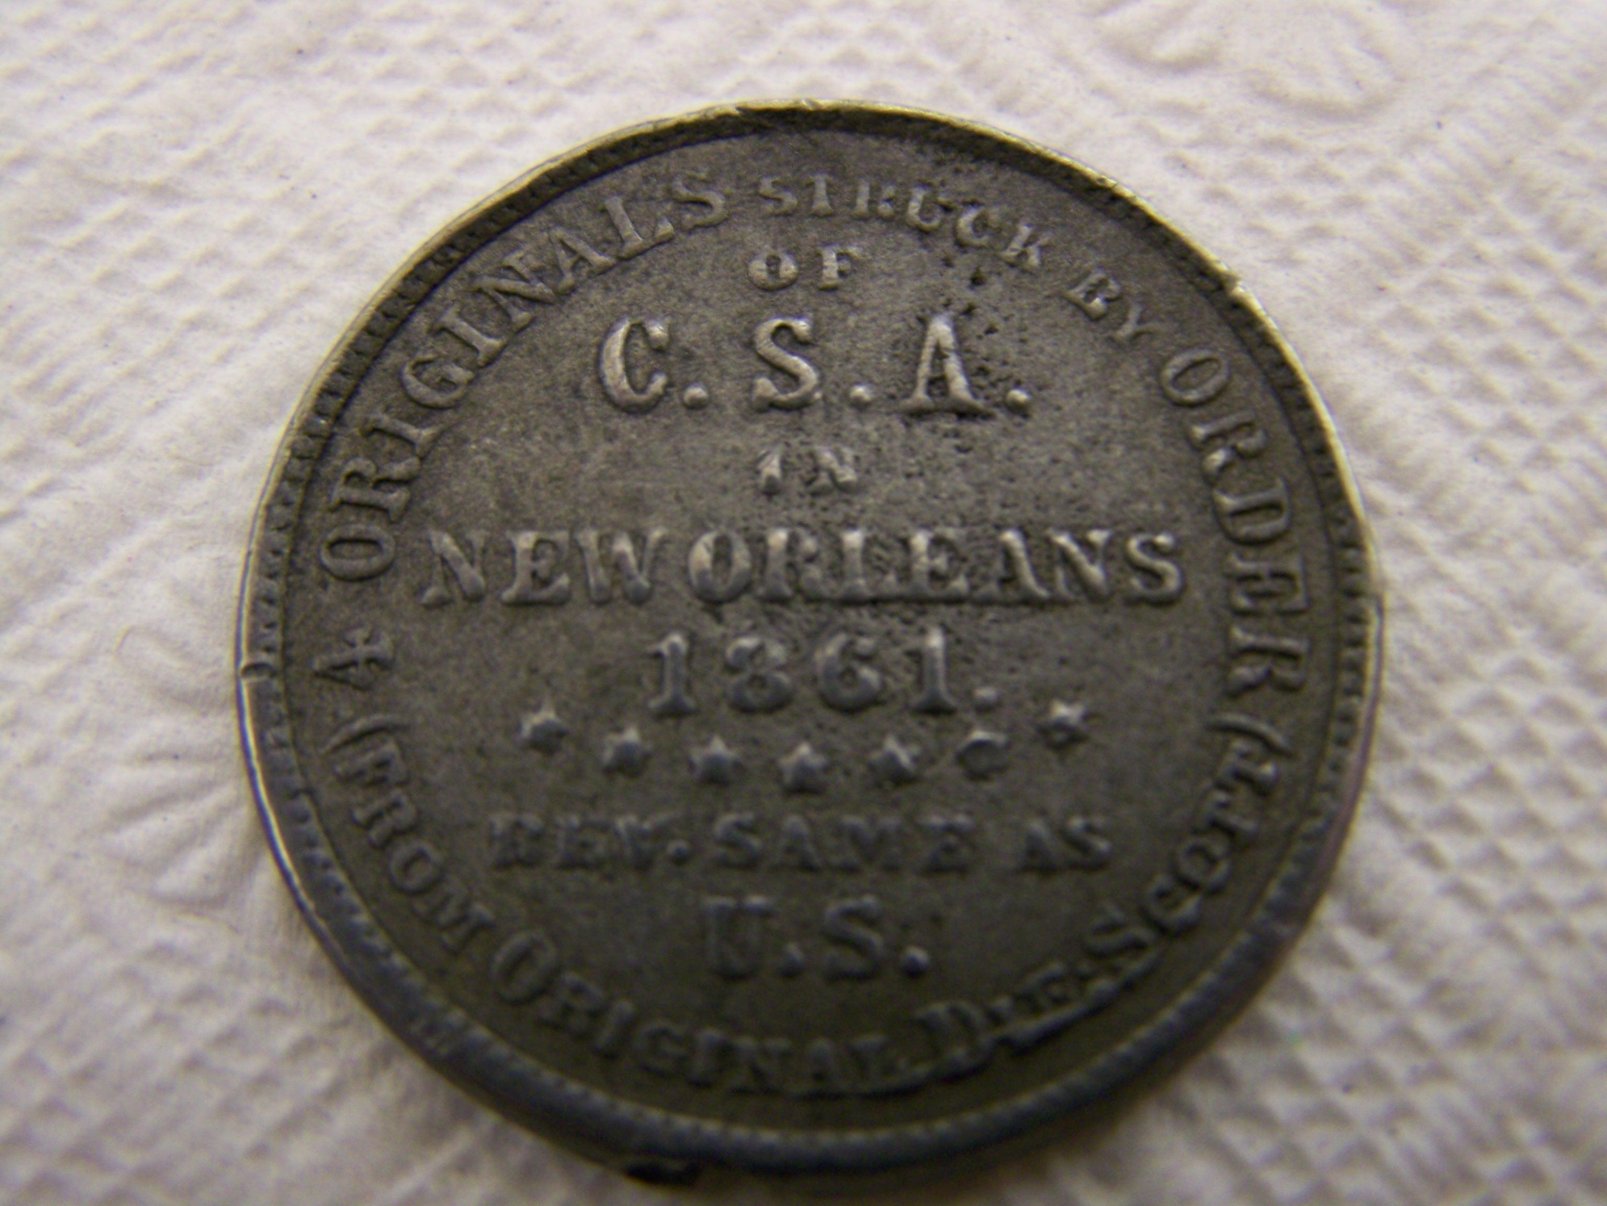 4 ORIGINALS STRUCK BY ORDER
OF
C. S. A.
IN
NEW ORLEANS
1861.
REV. SAME AS
U.S.
(FROM ORIGINAL DIE·SCOTT)